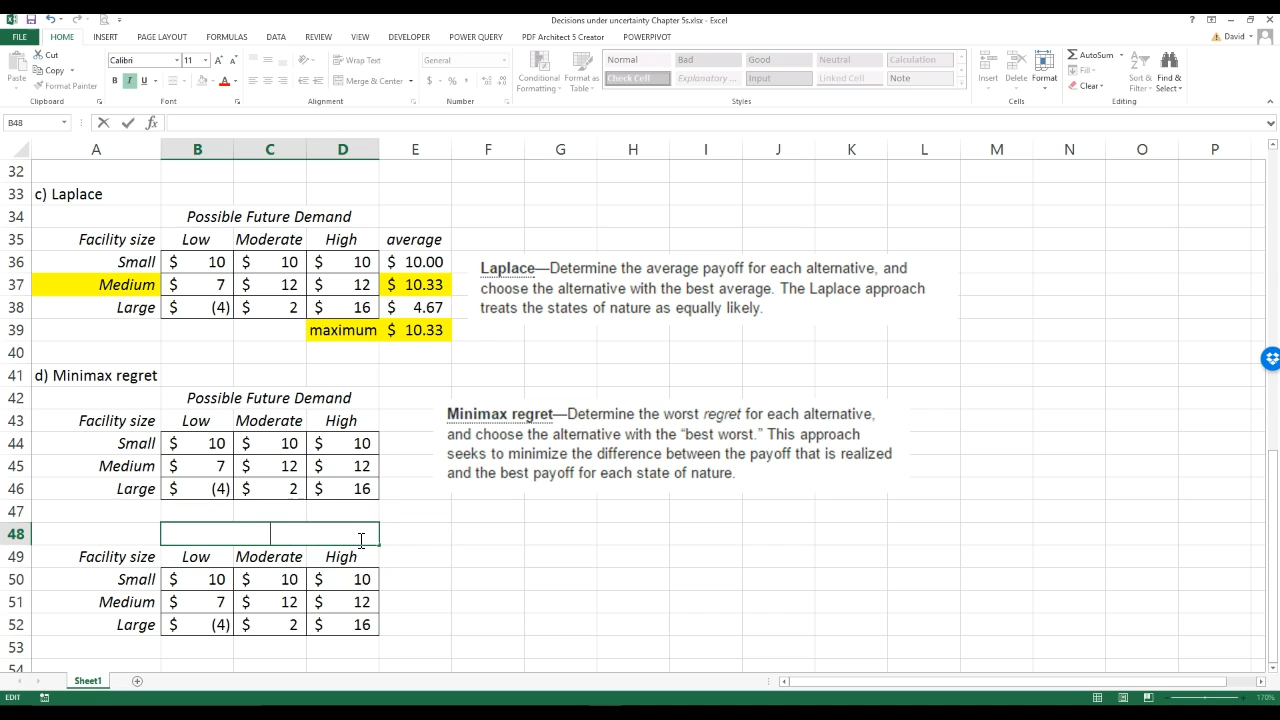 Decisions under uncertainty Chapter 5s.xlsx - Excel
FILE HOME INSERT PAGE LAYOUT FORMULAS DATA REVIEW VIEW DEVELOPER POWER QUERY PDF Architect 5 Creator POWERPIVOT David
Cut Calibri 11 Wrap Text General Normal Bad Good Neutral Calculation AutoSum
Paste Copy Conditional Format as Check Cell Explanatory ... Input Linked Cell Note Insert Delete Format Fill Sort & Find &
Format Painter Merge & Center Formatting Table Clear Filter Select
Clipboard Font Alignment Number Styles Cells Editing
B48
A B C D E F G H I J K L M N O P
32
33 c) Laplace
34 Possible Future Demand
35 Facility size Low Moderate High average
36 Small $ 10 $ 10 $ 10 $ 10.00
37 Medium $ 7 $ 12 $ 12 $ 10.33
38 Large $ (4) $ 2 $ 16 $ 4.67
39 maximum $ 10.33
Laplace—Determine the average payoff for each alternative, and
choose the alternative with the best average. The Laplace approach
treats the states of nature as equally likely.
40
41 d) Minimax regret
42 Possible Future Demand
43 Facility size Low Moderate High
44 Small $ 10 $ 10 $ 10
45 Medium $ 7 $ 12 $ 12
46 Large $ (4) $ 2 $ 16
Minimax regret—Determine the worst regret for each alternative,
and choose the alternative with the “best worst.” This approach
seeks to minimize the difference between the payoff that is realized
and the best payoff for each state of nature.
47
48
49 Facility size Low Moderate High
50 Small $ 10 $ 10 $ 10
51 Medium $ 7 $ 12 $ 12
52 Large $ (4) $ 2 $ 16
53
54
Sheet1
EDIT 170%